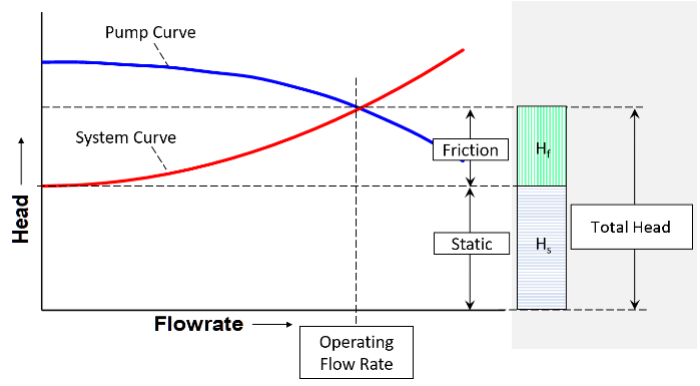 Pump Curve
System Curve
Friction
H_f
Static
H_s
Total Head
Head
Flowrate
Operating
Flow Rate